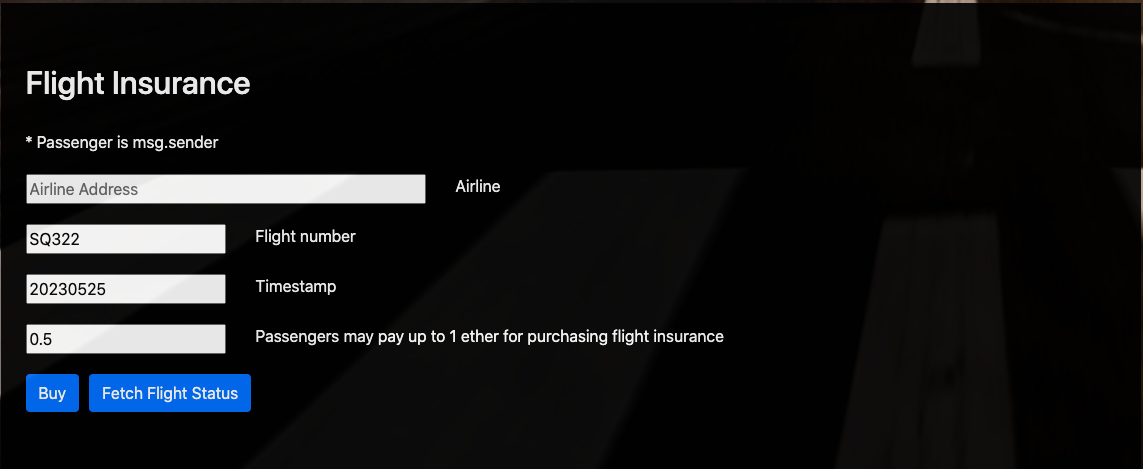 Flight Insurance
* Passenger is msg.sender
Airline Address Airline
SQ322 Flight number
20230525 Timestamp
0.5 Passengers may pay up to 1 ether for purchasing flight insurance
Buy Fetch Flight Status